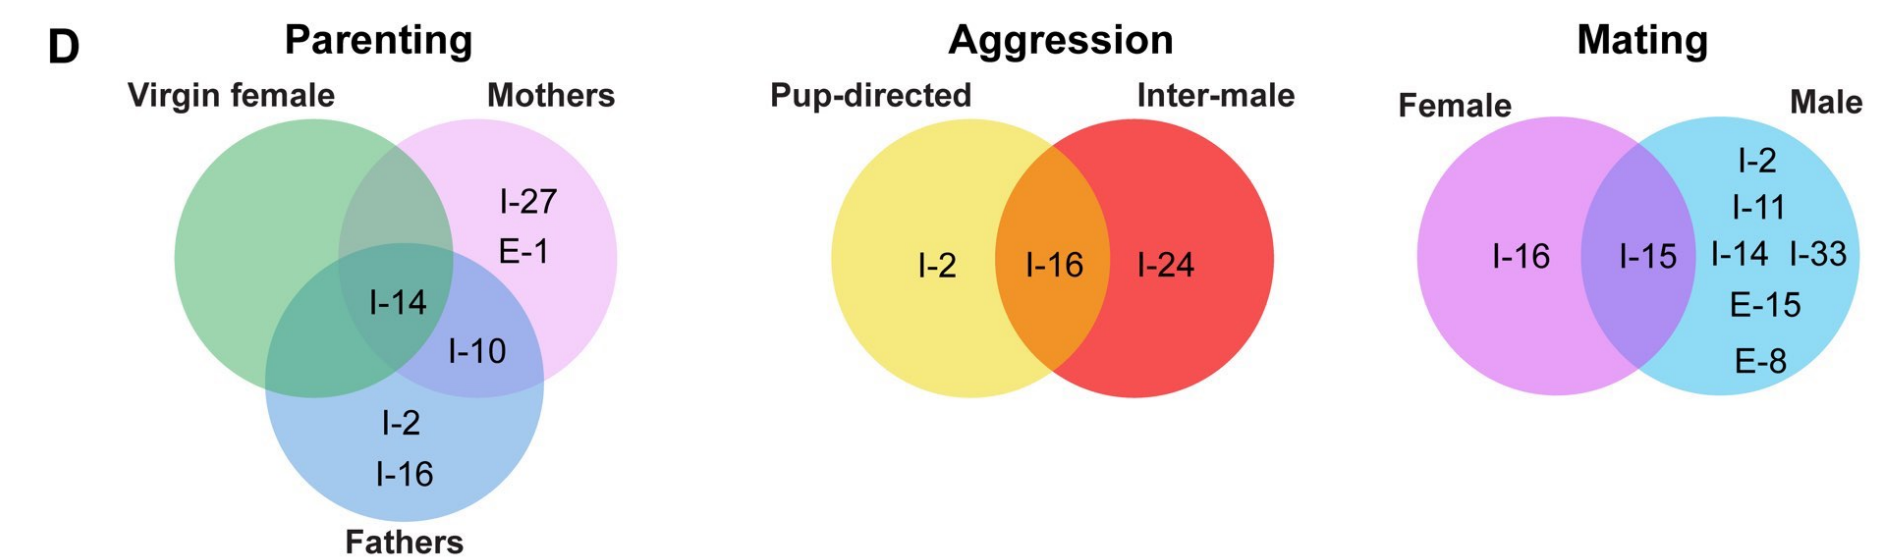 D
Parenting
Virgin female
Mothers
I-27
E-1
I-14
I-10
I-2
I-16
Fathers
Aggression
Pup-directed
Inter-male
I-2
I-16
I-24
Mating
Female
Male
I-16
I-15
I-2
I-11
I-14 I-33
E-15
E-8